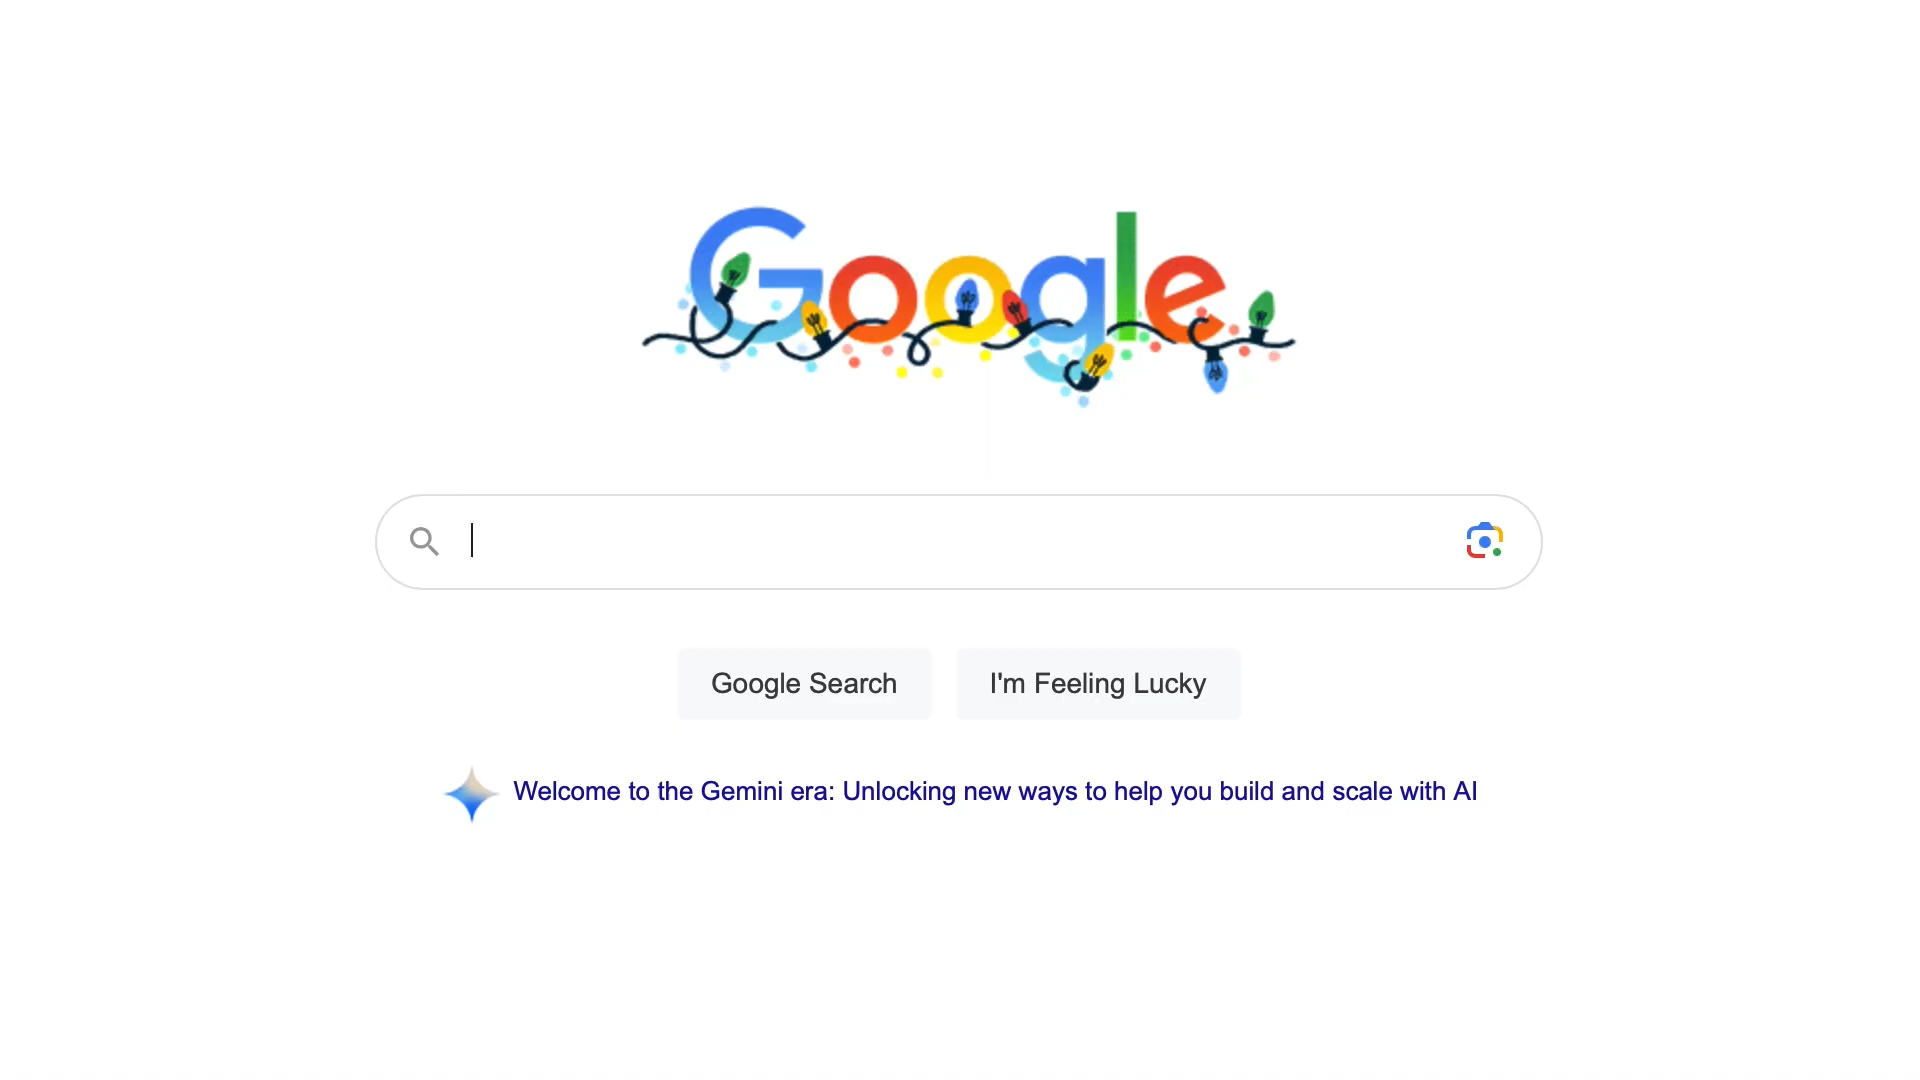 Google
Google Search
I'm Feeling Lucky
Welcome to the Gemini era: Unlocking new ways to help you build and scale with AI